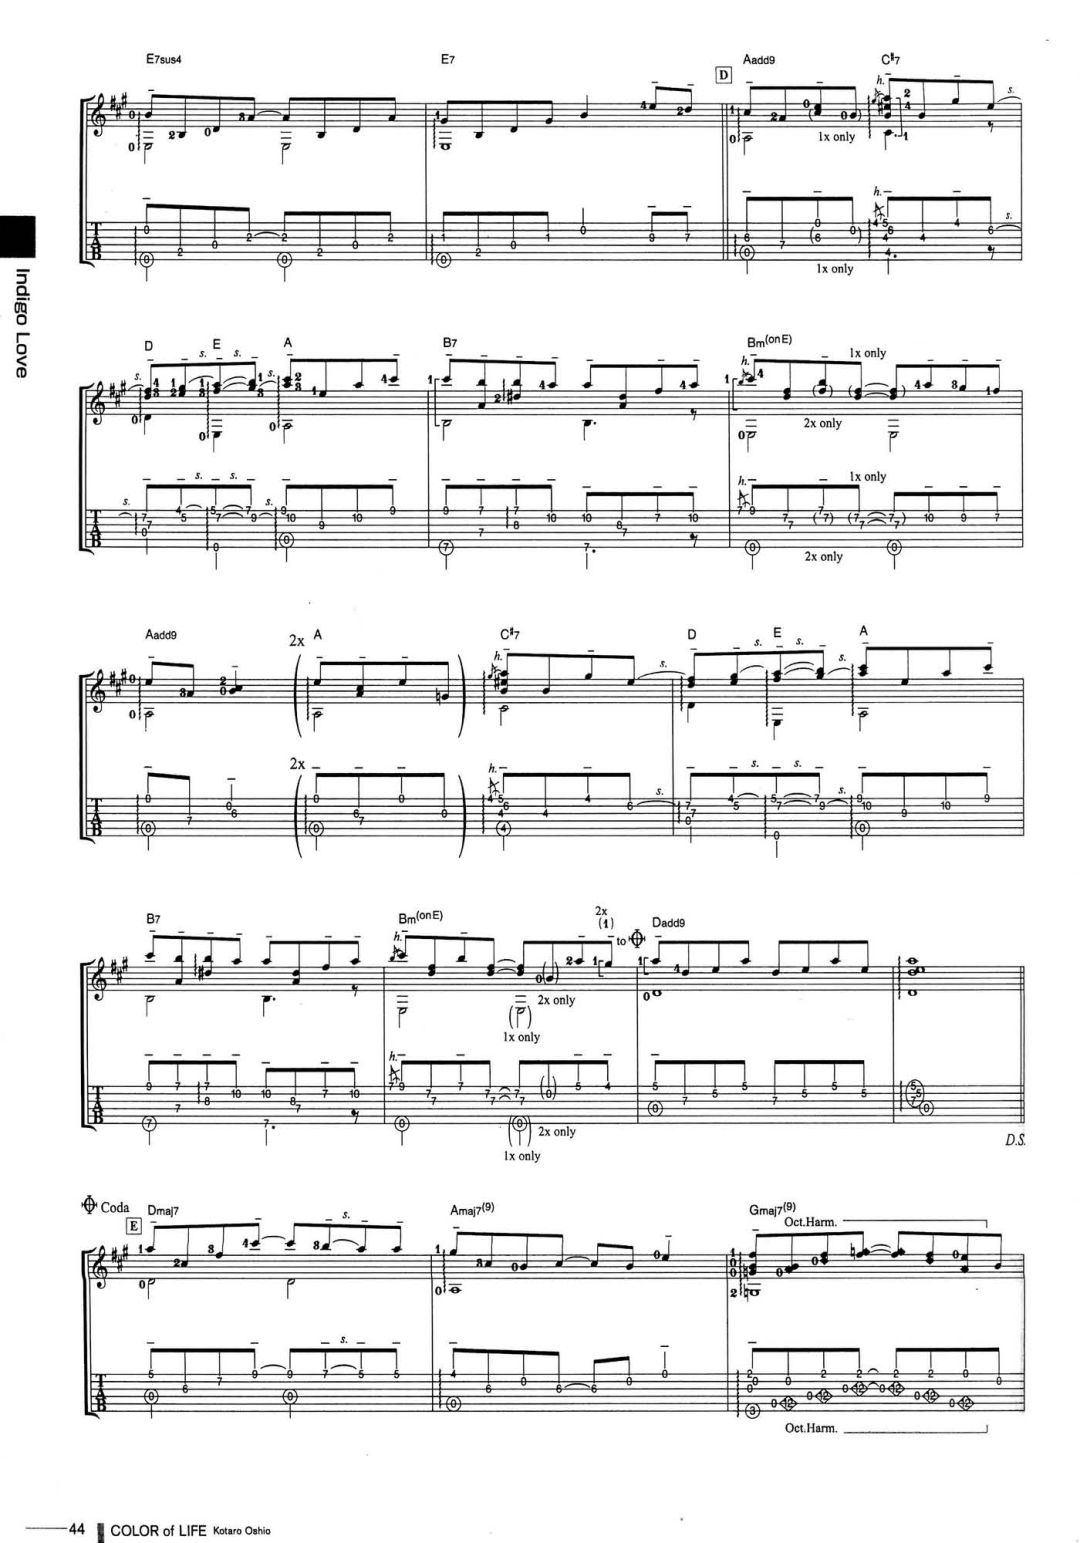 E7sus4 E7 D Aadd9 C#7
h. s.
1x only
h. s.
1x only
Indigo Love
D E A B7 Bm(onE)
s. s. s. s. h. 1x only
2x only
s. s. s. s. h. 1x only
2x only
Aadd9 2x A C#7 D E A
h. s. s. s. s.
2x h. s. s. s. s.
B7 Bm(onE) 2x (1) to Dadd9
h.
2x only
1x only
h.
2x only
1x only
D.S.
Coda
E Dmaj7 Amaj7(9) Gmaj7(9)
s. Oct.Harm.
s.
Oct.Harm.
44 COLOR of LIFE Kotaro Oshio